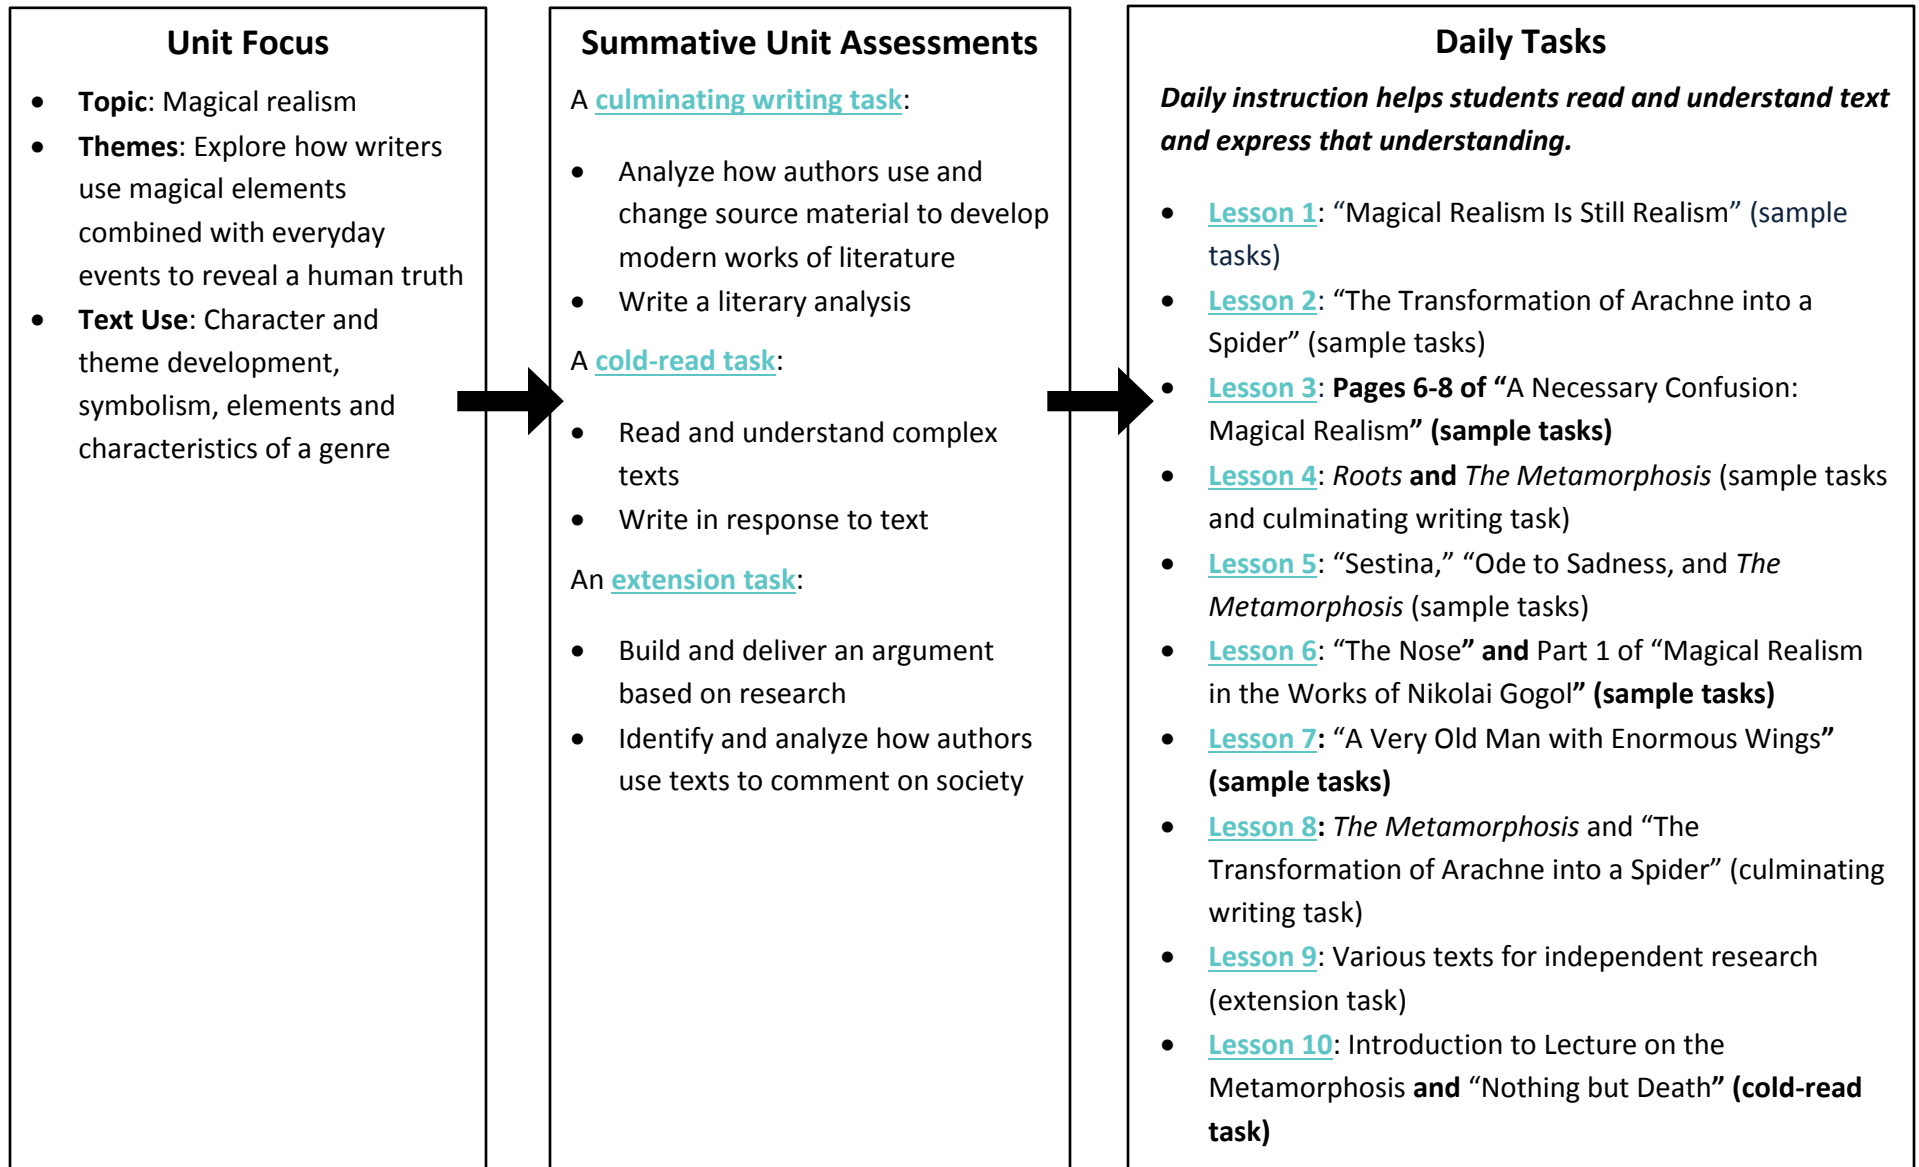 Unit Focus
• Topic: Magical realism
• Themes: Explore how writers
use magical elements
combined with everyday
events to reveal a human truth
• Text Use: Character and
theme development,
symbolism, elements and
characteristics of a genre
Summative Unit Assessments
A culminating writing task:
• Analyze how authors use and
change source material to develop
modern works of literature
• Write a literary analysis
A cold-read task:
• Read and understand complex
texts
• Write in response to text
An extension task:
• Build and deliver an argument
based on research
• Identify and analyze how authors
use texts to comment on society
Daily Tasks
Daily instruction helps students read and understand text
and express that understanding.
• Lesson 1: “Magical Realism Is Still Realism” (sample
tasks)
• Lesson 2: “The Transformation of Arachne into a
Spider” (sample tasks)
• Lesson 3: Pages 6-8 of “A Necessary Confusion:
Magical Realism” (sample tasks)
• Lesson 4: Roots and The Metamorphosis (sample tasks
and culminating writing task)
• Lesson 5: “Sestina,” “Ode to Sadness, and The
Metamorphosis (sample tasks)
• Lesson 6: “The Nose” and Part 1 of “Magical Realism
in the Works of Nikolai Gogol” (sample tasks)
• Lesson 7: “A Very Old Man with Enormous Wings”
(sample tasks)
• Lesson 8: The Metamorphosis and “The
Transformation of Arachne into a Spider” (culminating
writing task)
• Lesson 9: Various texts for independent research
(extension task)
• Lesson 10: Introduction to Lecture on the
Metamorphosis and “Nothing but Death” (cold-read
task)